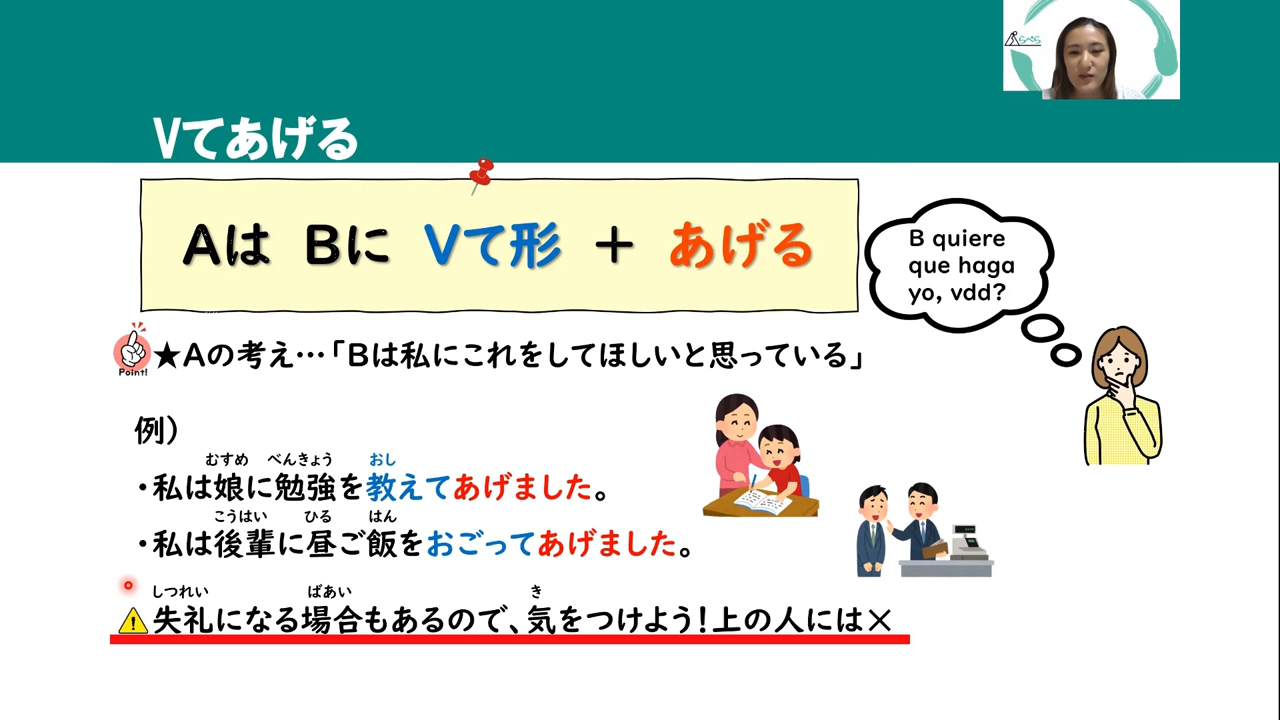 らぺら
Vてあげる
Aは Bに Vて形 + あげる
B quiere
que haga
yo, vdd?
Point!
★Aの考え…「Bは私にこれをしてほしいと思っている」
例)
むすめ べんきょう おし
・私は娘に勉強を教えてあげました。
こうはい ひる はん
・私は後輩に昼ご飯をおごってあげました。
しつれい ばあい き
失礼になる場合もあるので、気をつけよう!上の人には×